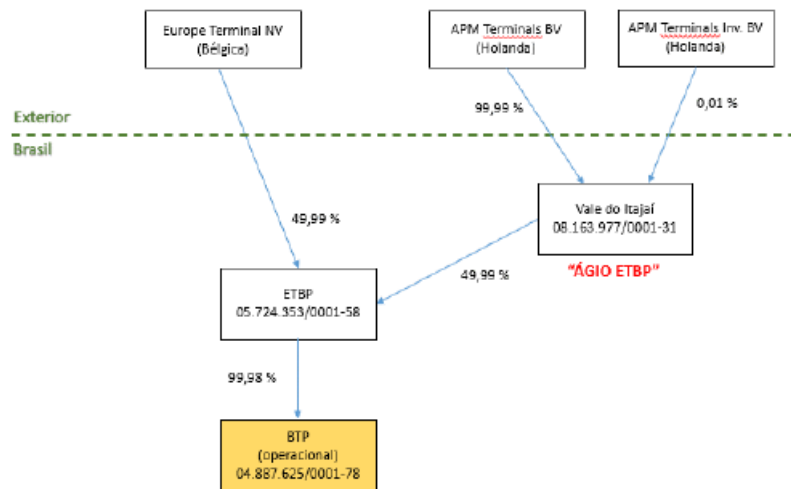 Europe Terminal NV
(Bélgica)
APM Terminals BV
(Holanda)
APM Terminals Inv. BV
(Holanda)
99,99 %
0,01 %
Exterior
Brasil
Vale do Itajaí
08.163.977/0001-31
49,99 %
49,99 %
"ÁGIO ETBP"
ETBP
05.724.353/0001-58
99,98 %
BTP
(operacional)
04.887.625/0001-78